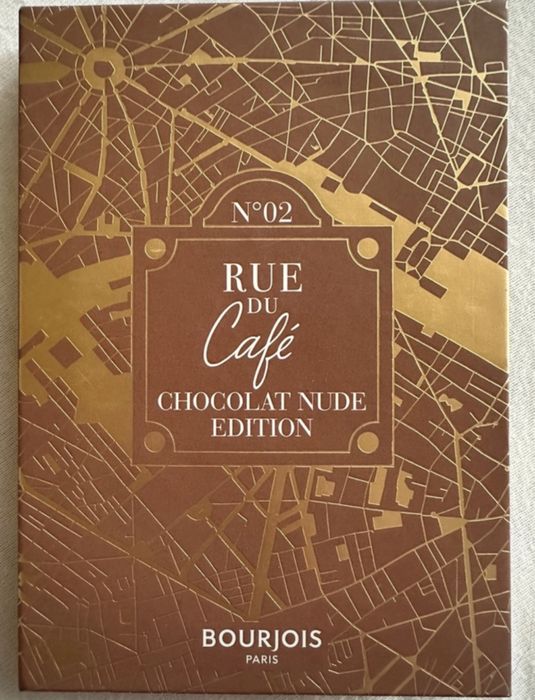 N°02
RUE
DU
Café
CHOCOLAT NUDE
EDITION
BOURJOIS
PARIS